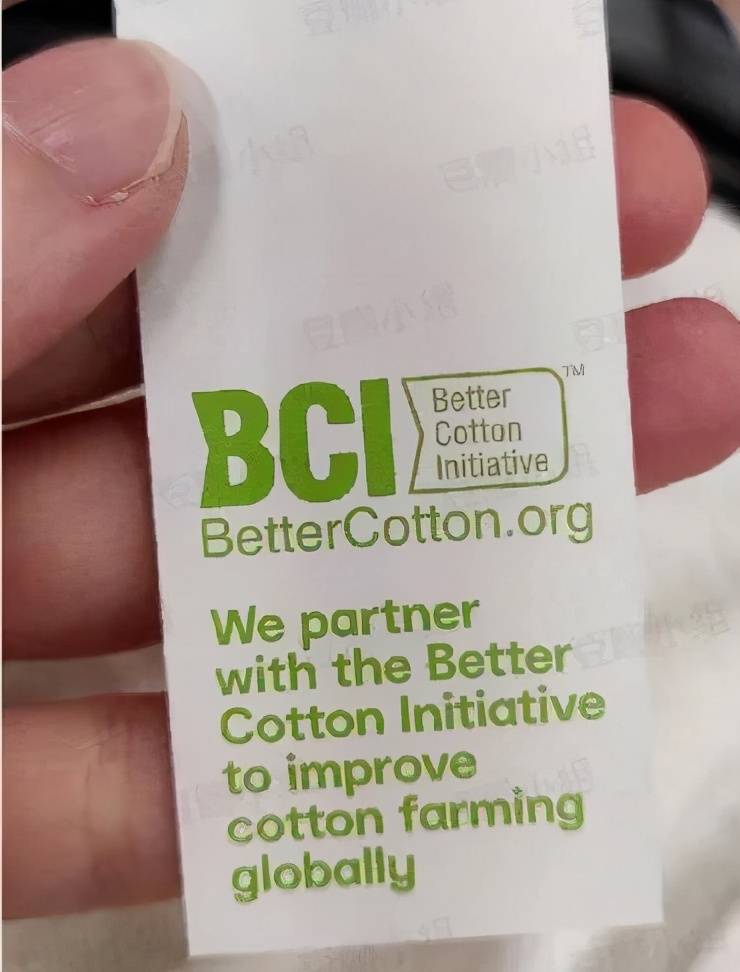 BCI
Better
Cotton
Initiative
TM
BetterCotton.org
We partner
with the Better
Cotton Initiative
to improve
cotton farming
globally